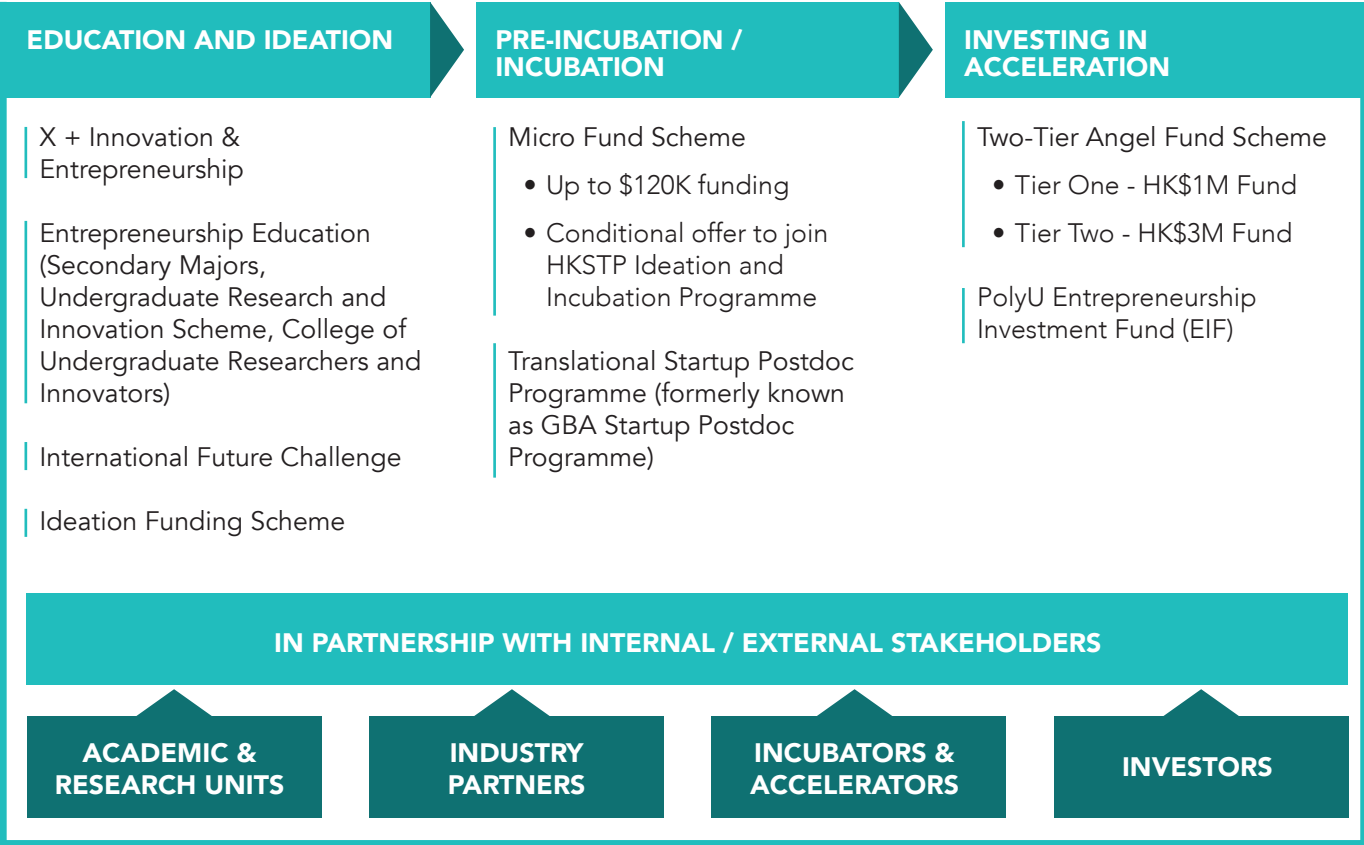 EDUCATION AND IDEATION
X + Innovation &
Entrepreneurship
Entrepreneurship Education
(Secondary Majors,
Undergraduate Research and
Innovation Scheme, College of
Undergraduate Researchers and
Innovators)
International Future Challenge
Ideation Funding Scheme
PRE-INCUBATION /
INCUBATION
Micro Fund Scheme
• Up to $120K funding
• Conditional offer to join
HKSTP Ideation and
Incubation Programme
Translational Startup Postdoc
Programme (formerly known
as GBA Startup Postdoc
Programme)
INVESTING IN
ACCELERATION
Two-Tier Angel Fund Scheme
• Tier One - HK$1M Fund
• Tier Two - HK$3M Fund
PolyU Entrepreneurship
Investment Fund (EIF)
IN PARTNERSHIP WITH INTERNAL / EXTERNAL STAKEHOLDERS
ACADEMIC &
RESEARCH UNITS
INDUSTRY
PARTNERS
INCUBATORS &
ACCELERATORS
INVESTORS